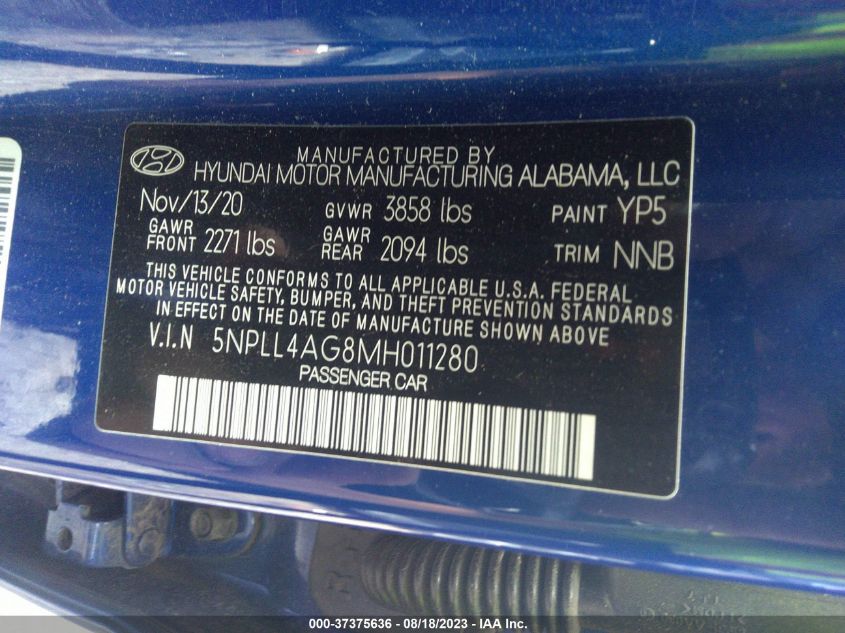 MANUFACTURED BY
HYUNDAI MOTOR MANUFACTURING ALABAMA, LLC
Nov/13/20 GVWR 3858 lbs PAINT YP5
GAWR FRONT 2271 lbs GAWR REAR 2094 lbs TRIM NNB
THIS VEHICLE CONFORMS TO ALL APPLICABLE U.S.A. FEDERAL
MOTOR VEHICLE SAFETY, BUMPER, AND THEFT PREVENTION STANDARDS
IN EFFECT ON THE DATE OF MANUFACTURE SHOWN ABOVE
V.I.N 5NPLL4AG8MH011280
PASSENGER CAR
000-37375636 - 08/18/2023 - IAA Inc.